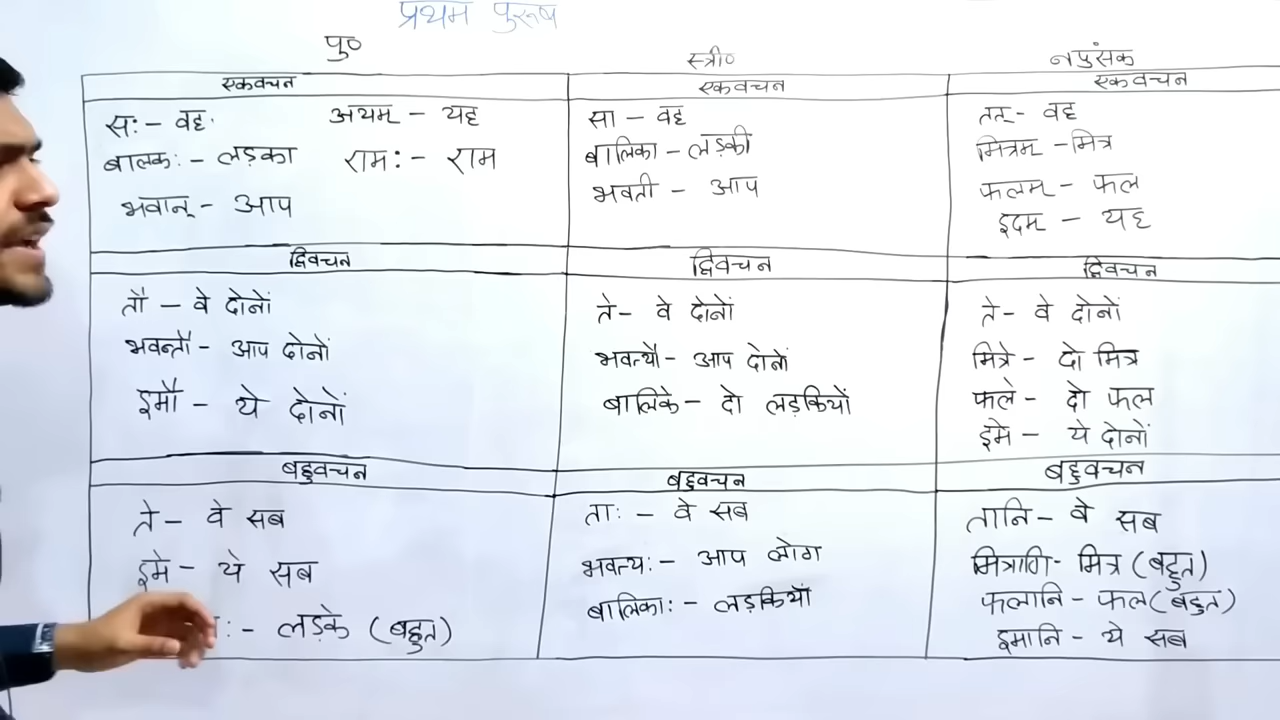 प्रथम पुरूष
पु०
स्त्री०
नपुंसक
एकवचन
सः - वह
अयम् - यह
बालकः - लड़का
रामः - राम
भवान् - आप
एकवचन
सा - वह
बालिका - लड़की
भवती - आप
एकवचन
तत् - वह
मित्रम् - मित्र
फलम् - फल
इदम् - यह
द्विवचन
तौ - वे दोनों
भवन्तौ - आप दोनों
इमौ - ये दोनों
द्विवचन
ते - वे दोनों
भवत्यौ - आप दोनों
बालिके - दो लड़कियों
द्विवचन
ते - वे दोनों
मित्रे - दो मित्र
फले - दो फल
इमे - ये दोनों
बहुवचन
ते - वे सब
इमे - ये सब
ः - लड़के (बहुत)
बहुवचन
ताः - वे सब
भवत्यः - आप लोग
बालिकाः - लड़कियाँ
बहुवचन
तानि - वे सब
मित्राणि - मित्र (बहुत)
फलानि - फल (बहुत)
इमानि - ये सब